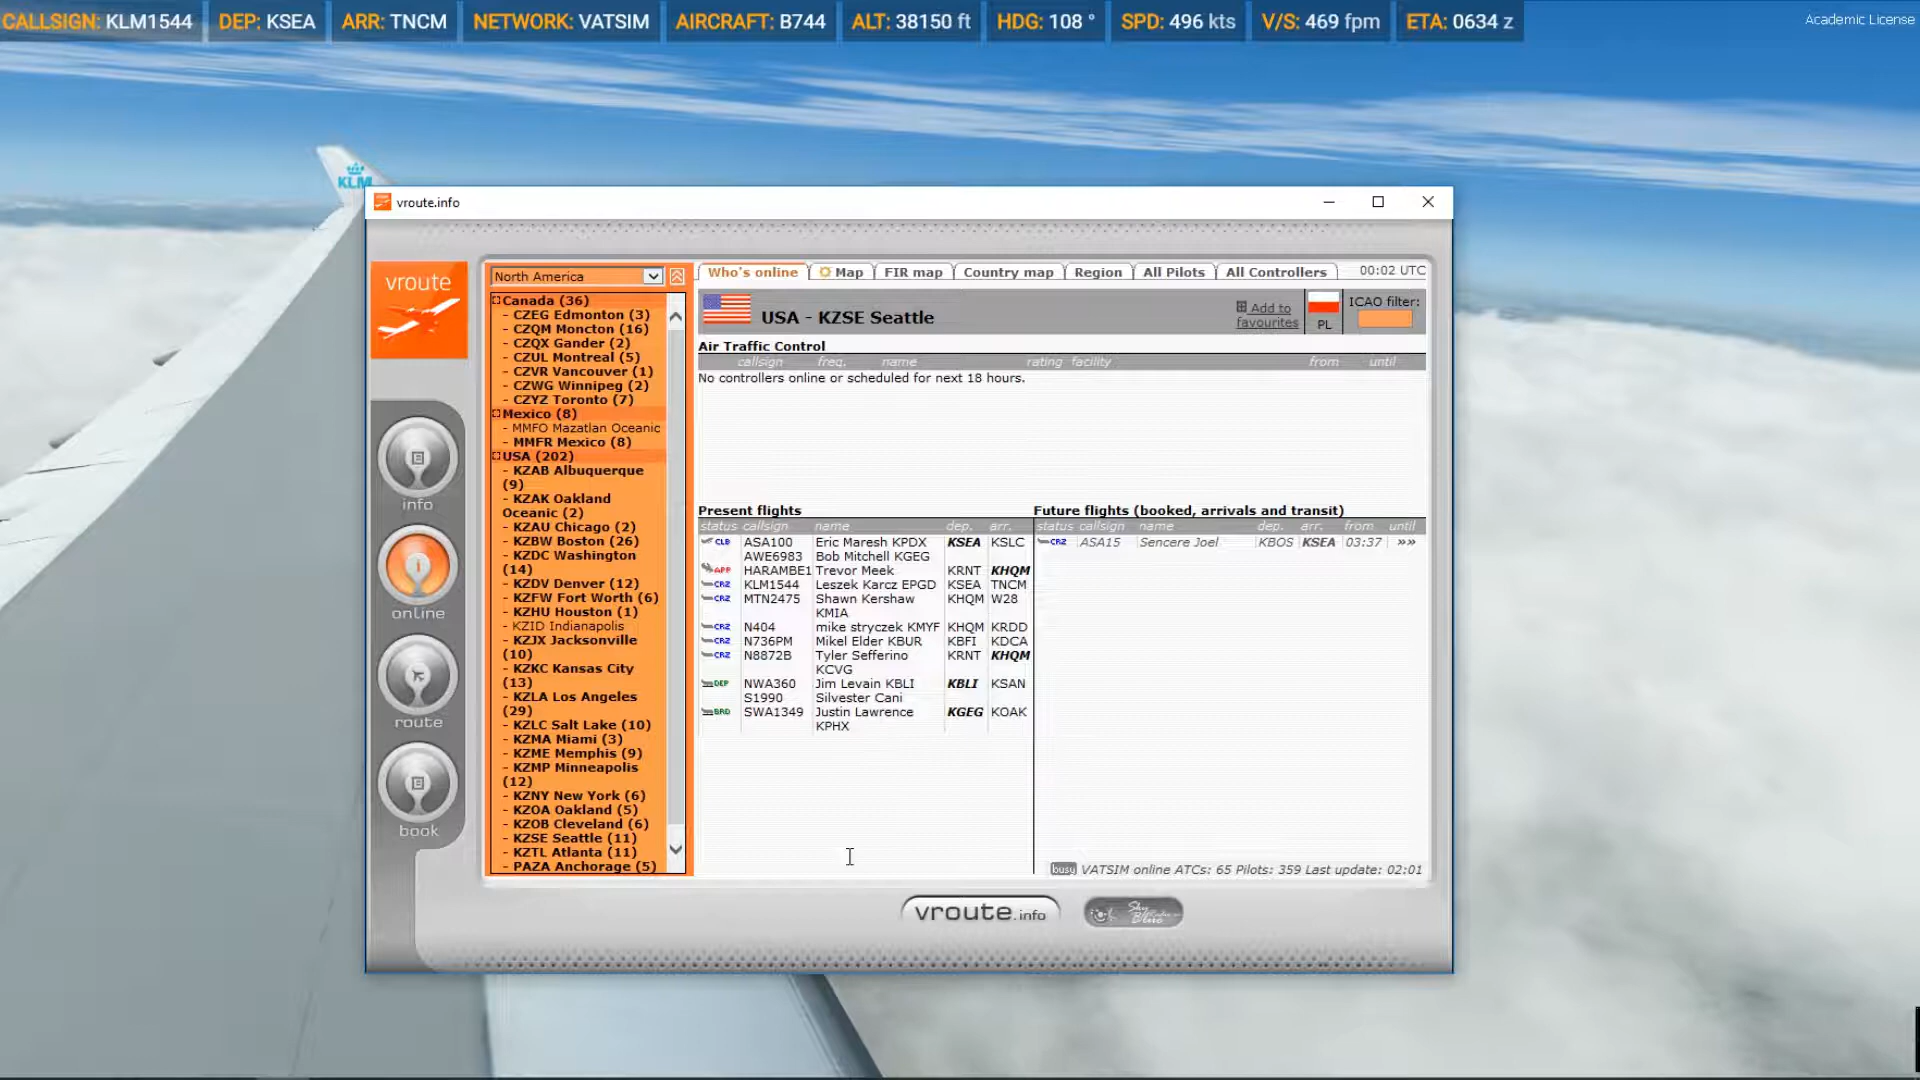 CALLSIGN: KLM1544 DEP: KSEA ARR: TNCM NETWORK: VATSIM AIRCRAFT: B744 ALT: 38150 ft HDG: 108 ° SPD: 496 kts V/S: 469 fpm ETA: 0634 z
Academic License
KLM
vroute.info
vroute
info
online
route
book
North America
Canada (36)
- CZEG Edmonton (3)
- CZQM Moncton (16)
- CZQX Gander (2)
- CZUL Montreal (5)
- CZVR Vancouver (1)
- CZWG Winnipeg (2)
- CZYZ Toronto (7)
Mexico (8)
- MMFO Mazatlan Oceanic
- MMFR Mexico (8)
USA (202)
- KZAB Albuquerque
(9)
- KZAK Oakland
Oceanic (2)
- KZAU Chicago (2)
- KZBW Boston (26)
- KZDC Washington
(14)
- KZDV Denver (12)
- KZFW Forth Worth (6)
- KZHU Houston (1)
- KZID Indianapolis
- KZJX Jacksonville
(10)
- KZKC Kansas City
(13)
- KZLA Los Angeles
(29)
- KZLC Salt Lake (10)
- KZMA Miami (3)
- KZME Memphis (9)
- KZMP Minneapolis
(12)
- KZNY New York (6)
- KZOA Oakland (5)
- KZOB Cleveland (6)
- KZSE Seattle (11)
- KZTL Atlanta (11)
- PAZA Anchorage (5)
Who's online Map FIR map Country map Region All Pilots All Controllers 00:02 UTC
USA - KZSE Seattle
Add to
favourites
PL
ICAO filter:
Air Traffic Control
callsign freq. name rating facility from until
No controllers online or scheduled for next 18 hours.
Present flights
status callsign name dep. arr.
CLB ASA100 Eric Maresh KPDX KSEA KSLC
AWE6983 Bob Mitchell KGEG
APP HARAMBE1 Trevor Meek KRNT KHQM
CRZ KLM1544 Leszek Karcz EPGD KSEA TNCM
CRZ MTN2475 Shawn Kershaw KHQM W28
KMIA
CRZ N404 mike stryczek KMYF KHQM KRDD
CRZ N736PM Mikel Elder KBUR KBFI KDCA
CRZ N8872B Tyler Sefferino KRNT KHQM
KCVG
DEP NWA360 Jim Levain KBLI KBLI KSAN
S1990 Silvester Cani
BRD SWA1349 Justin Lawrence KGEG KOAK
KPHX
Future flights (booked, arrivals and transit)
status callsign name dep. arr. from until
CRZ ASA15 Sencere Joel KBOS KSEA 03:37 »»
busy VATSIM online ATCs: 65 Pilots: 359 Last update: 02:01
vroute.info
Sky Blue